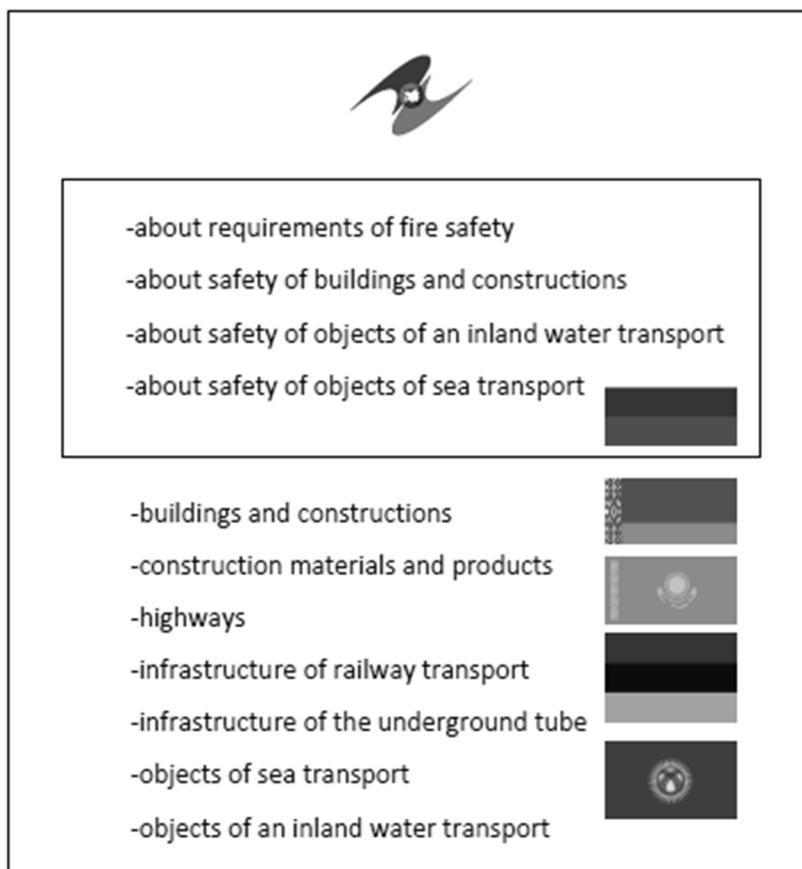 -about requirements of fire safety
-about safety of buildings and constructions
-about safety of objects of an inland water transport
-about safety of objects of sea transport
-buildings and constructions
-construction materials and products
-highways
-infrastructure of railway transport
-infrastructure of the underground tube
-objects of sea transport
-objects of an inland water transport